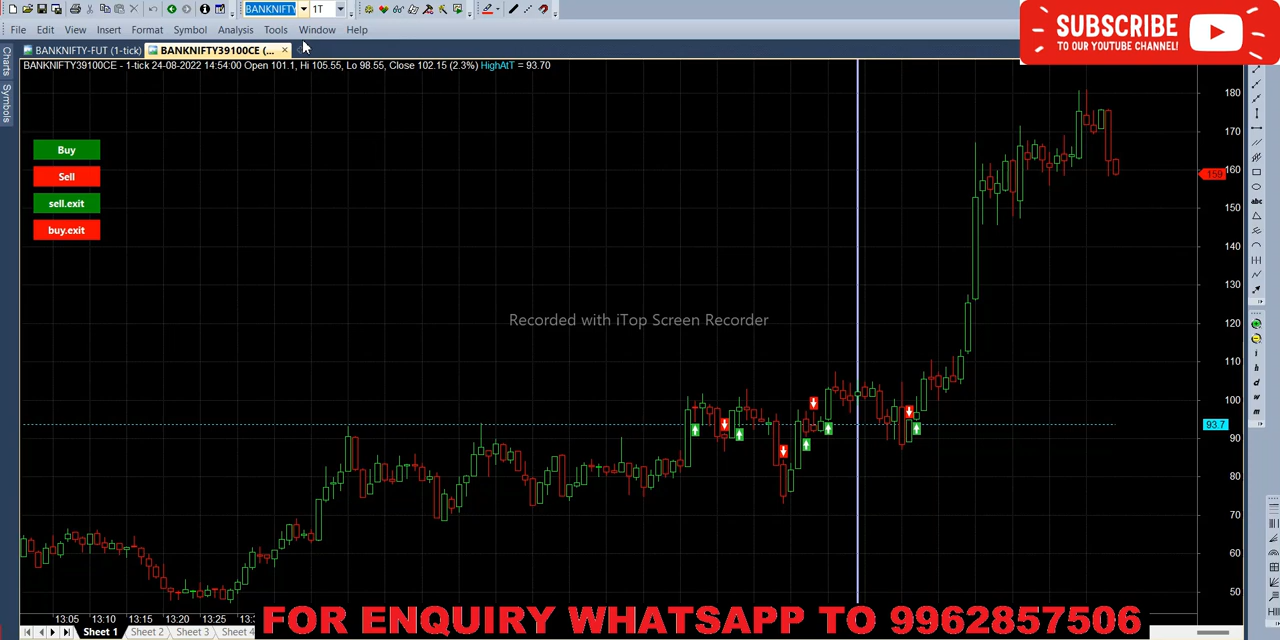 BANKNIFTY 1T
SUBSCRIBE
TO OUR YOUTUBE CHANNEL!
File Edit View Insert Format Symbol Analysis Tools Window Help
BANKNIFTY-FUT (1-tick) BANKNIFTY39100CE (...
BANKNIFTY39100CE - 1-tick 24-08-2022 14:54:00 Open 101.1, Hi 105.55, Lo 98.55, Close 102.15 (2.3%) HighAtT = 93.70
Charts
Symbols
Buy
Sell
sell.exit
buy.exit
180
170
160
159
150
140
130
120
110
100
93.7
90
80
70
60
50
abc
i
h
d
w
m
Recorded with iTop Screen Recorder
13:05 13:10 13:15 13:20 13:25
Sheet 1 Sheet 2 Sheet 3 Sheet 4
FOR ENQUIRY WHATSAPP TO 9962857506